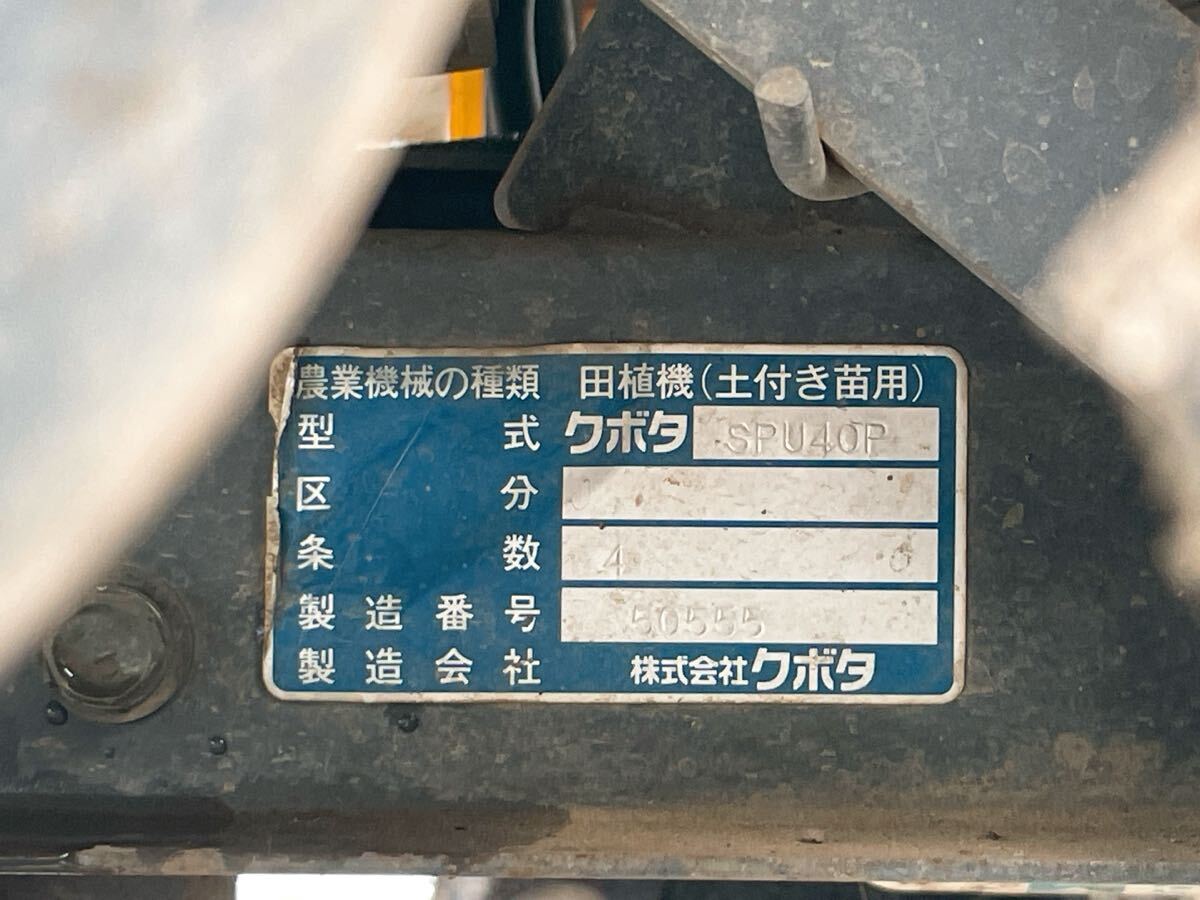 農業機械の種類 田植機(土付き苗用)
型式 クボタ SPU40P
区分
条数 4
製造番号 50555
製造会社 株式会社クボタ